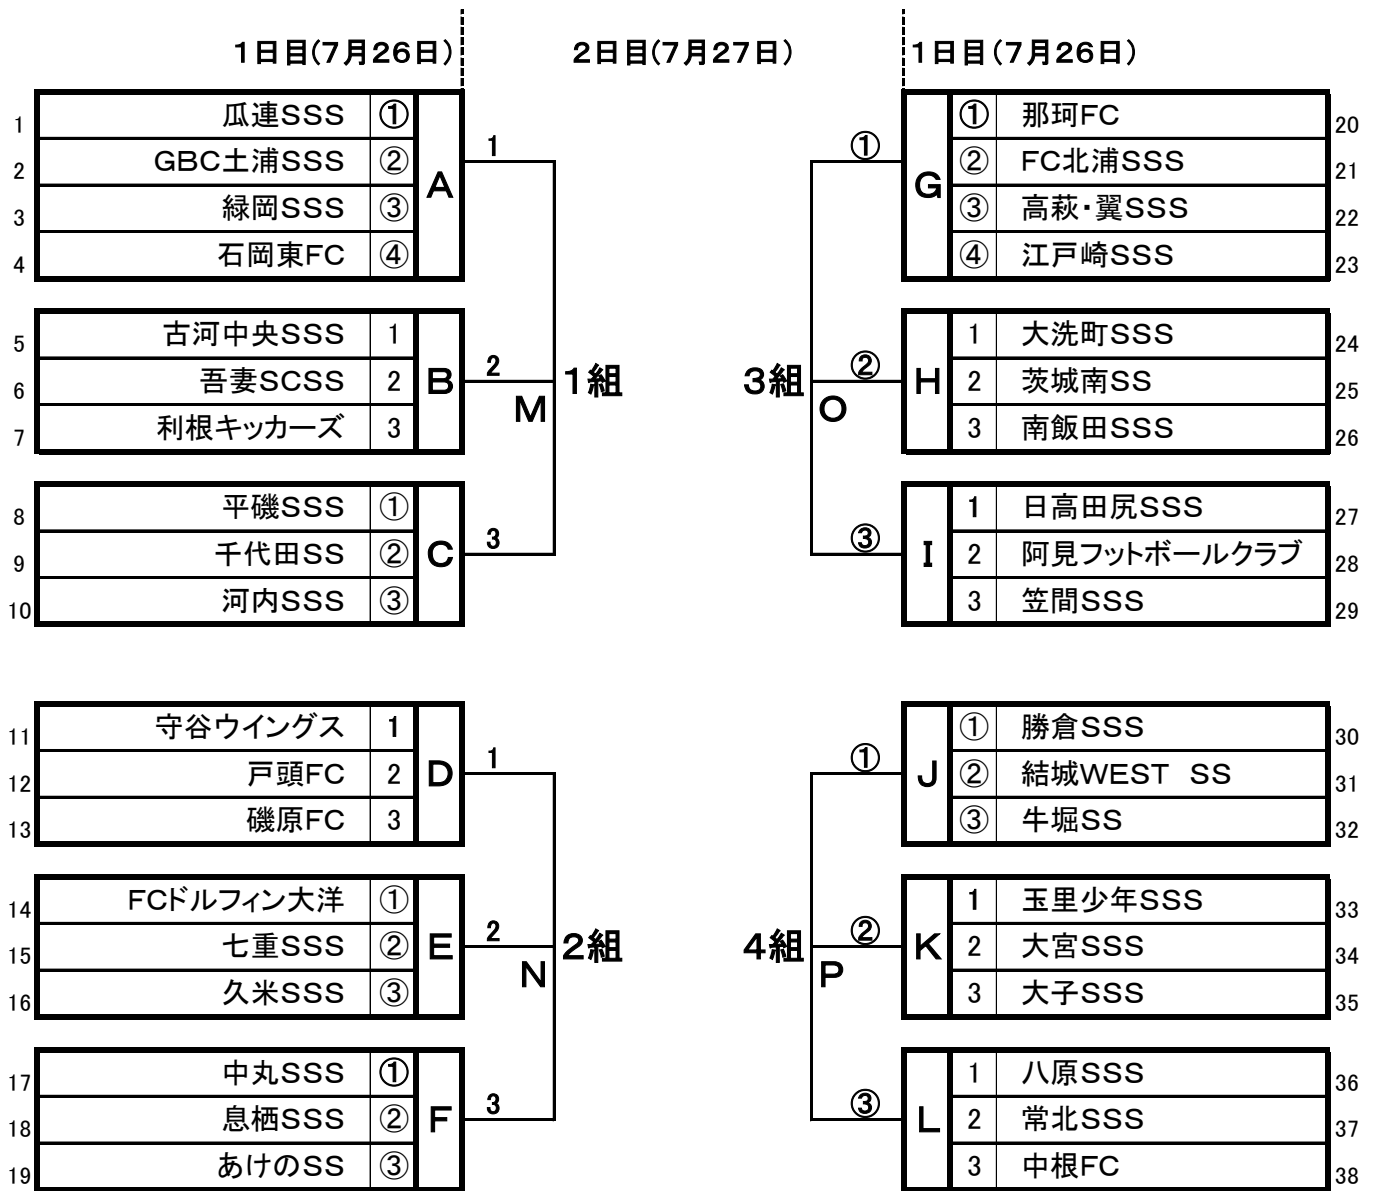 1日目(7月26日) 2日目(7月27日) 1日目(7月26日)
1 瓜連SSS ①
2 GBC土浦SSS ②
3 緑岡SSS ③
4 石岡東FC ④
A
1
5 古河中央SSS 1
6 吾妻SCSS 2
7 利根キッカーズ 3
B
2
M
1組
8 平磯SSS ①
9 千代田SS ②
10 河内SSS ③
C
3
11 守谷ウイングス 1
12 戸頭FC 2
13 磯原FC 3
D
1
14 FCドルフィン大洋 ①
15 七重SSS ②
16 久米SSS ③
E
2
N
2組
17 中丸SSS ①
18 息栖SSS ②
19 あけのSS ③
F
3
①
G
① 那珂FC 20
② FC北浦SSS 21
③ 高萩・翼SSS 22
④ 江戸崎SSS 23
3組
②
O
H
1 大洗町SSS 24
2 茨城南SS 25
3 南飯田SSS 26
③
I
1 日高田尻SSS 27
2 阿見フットボールクラブ 28
3 笠間SSS 29
①
J
① 勝倉SSS 30
② 結城WEST SS 31
③ 牛堀SS 32
4組
②
P
K
1 玉里少年SSS 33
2 大宮SSS 34
3 大子SSS 35
③
L
1 八原SSS 36
2 常北SSS 37
3 中根FC 38